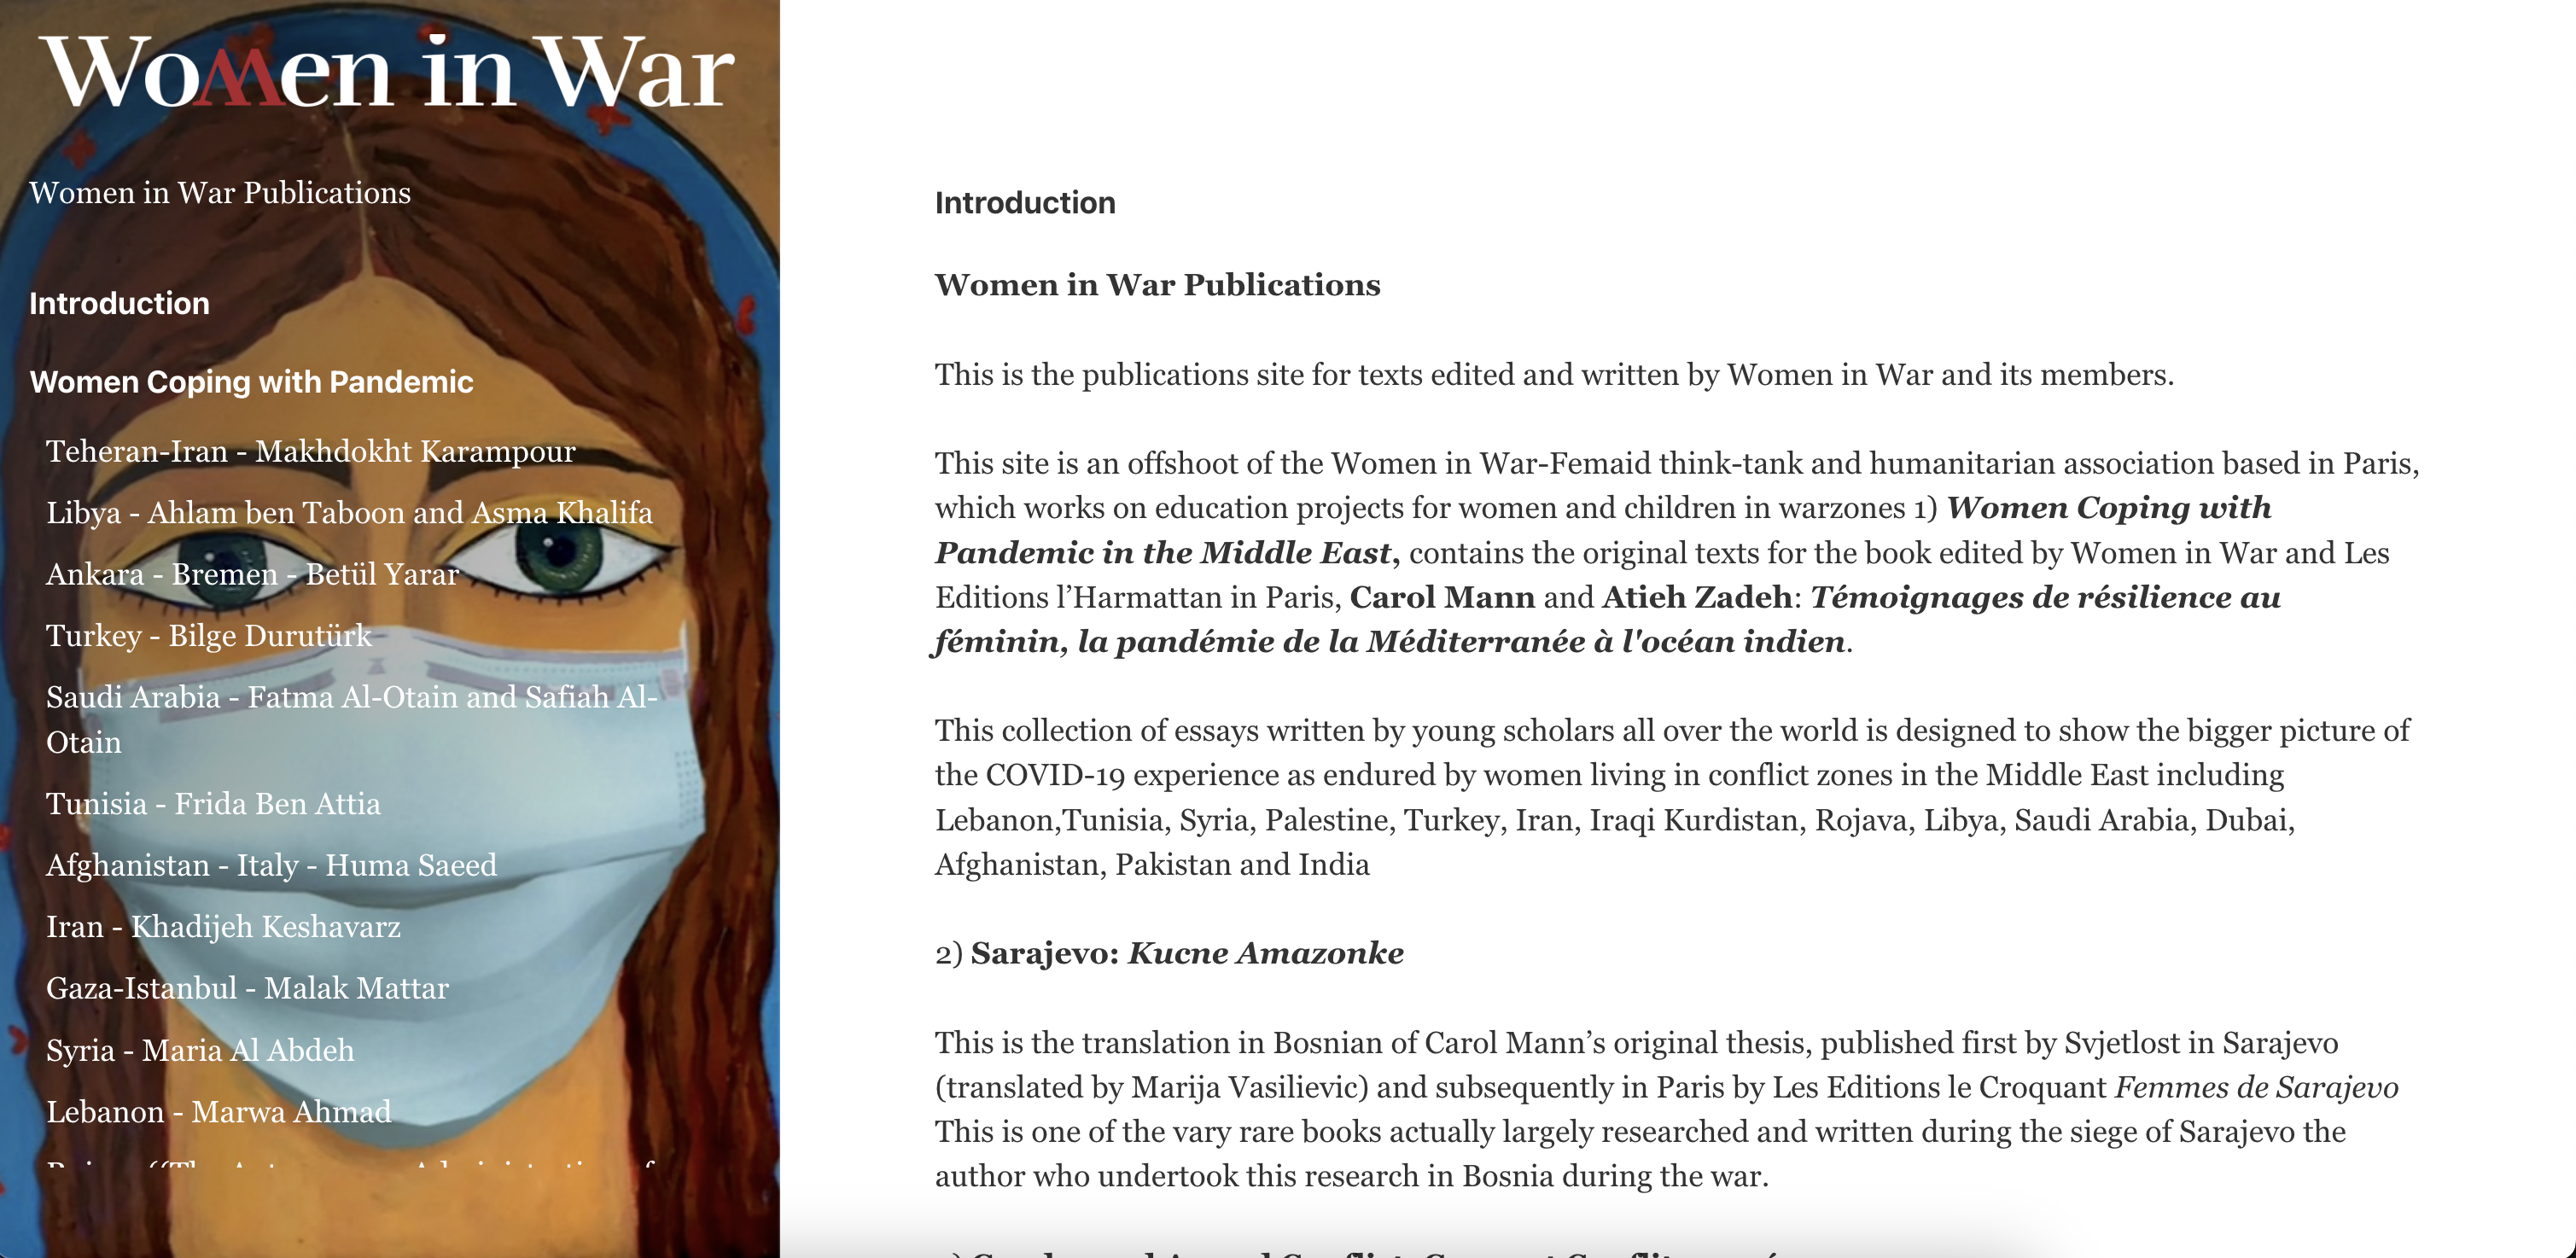 Women in War
Women in War Publications
Introduction
Women Coping with Pandemic
Teheran-Iran - Makhdokht Karampour
Libya - Ahlam ben Taboon and Asma Khalifa
Ankara - Bremen - Betül Yarar
Turkey - Bilge Durutürk
Saudi Arabia - Fatma Al-Otain and Safiah Al-
Otain
Tunisia - Frida Ben Attia
Afghanistan - Italy - Huma Saeed
Iran - Khadijeh Keshavarz
Gaza-Istanbul - Malak Mattar
Syria - Maria Al Abdeh
Lebanon - Marwa Ahmad
Introduction
Women in War Publications
This is the publications site for texts edited and written by Women in War and its members.
This site is an offshoot of the Women in War-Femaid think-tank and humanitarian association based in Paris,
which works on education projects for women and children in warzones 1) Women Coping with
Pandemic in the Middle East, contains the original texts for the book edited by Women in War and Les
Editions l’Harmattan in Paris, Carol Mann and Atieh Zadeh: Témoignages de résilience au
féminin, la pandémie de la Méditerranée à l'océan indien.
This collection of essays written by young scholars all over the world is designed to show the bigger picture of
the COVID-19 experience as endured by women living in conflict zones in the Middle East including
Lebanon,Tunisia, Syria, Palestine, Turkey, Iran, Iraqi Kurdistan, Rojava, Libya, Saudi Arabia, Dubai,
Afghanistan, Pakistan and India
2) Sarajevo: Kucne Amazonke
This is the translation in Bosnian of Carol Mann’s original thesis, published first by Svjetlost in Sarajevo
(translated by Marija Vasilievic) and subsequently in Paris by Les Editions le Croquant Femmes de Sarajevo
This is one of the vary rare books actually largely researched and written during the siege of Sarajevo the
author who undertook this research in Bosnia during the war.